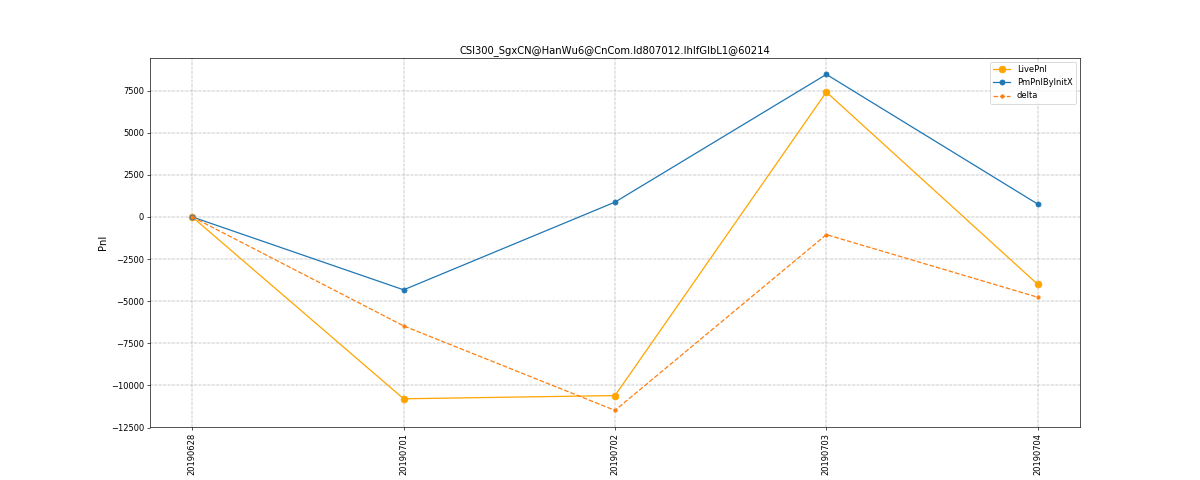 CSI300_SgxCN@HanWu6@CnCom.Id807012.IhIfGlbL1@60214
LivePnl
PmPnlByInitX
delta
Pnl
7500
5000
2500
0
−2500
−5000
−7500
−10000
−12500
20190628
20190701
20190702
20190703
20190704